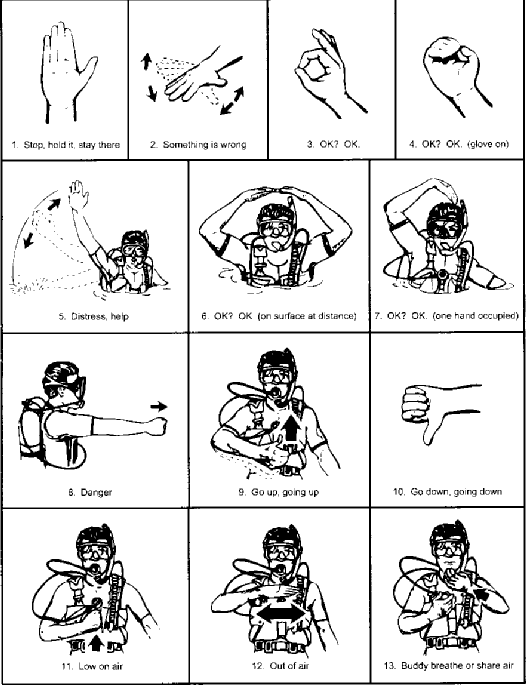 1. Stop, hold it, stay there
2. Something is wrong
3. OK? OK.
4. OK? OK. (glove on)
5. Distress, help
6. OK? OK (on surface at distance)
7. OK? OK. (one hand occupied)
8. Danger
9. Go up, going up
10. Go down, going down
11. Low on air
12. Out of air
13. Buddy breathe or share air